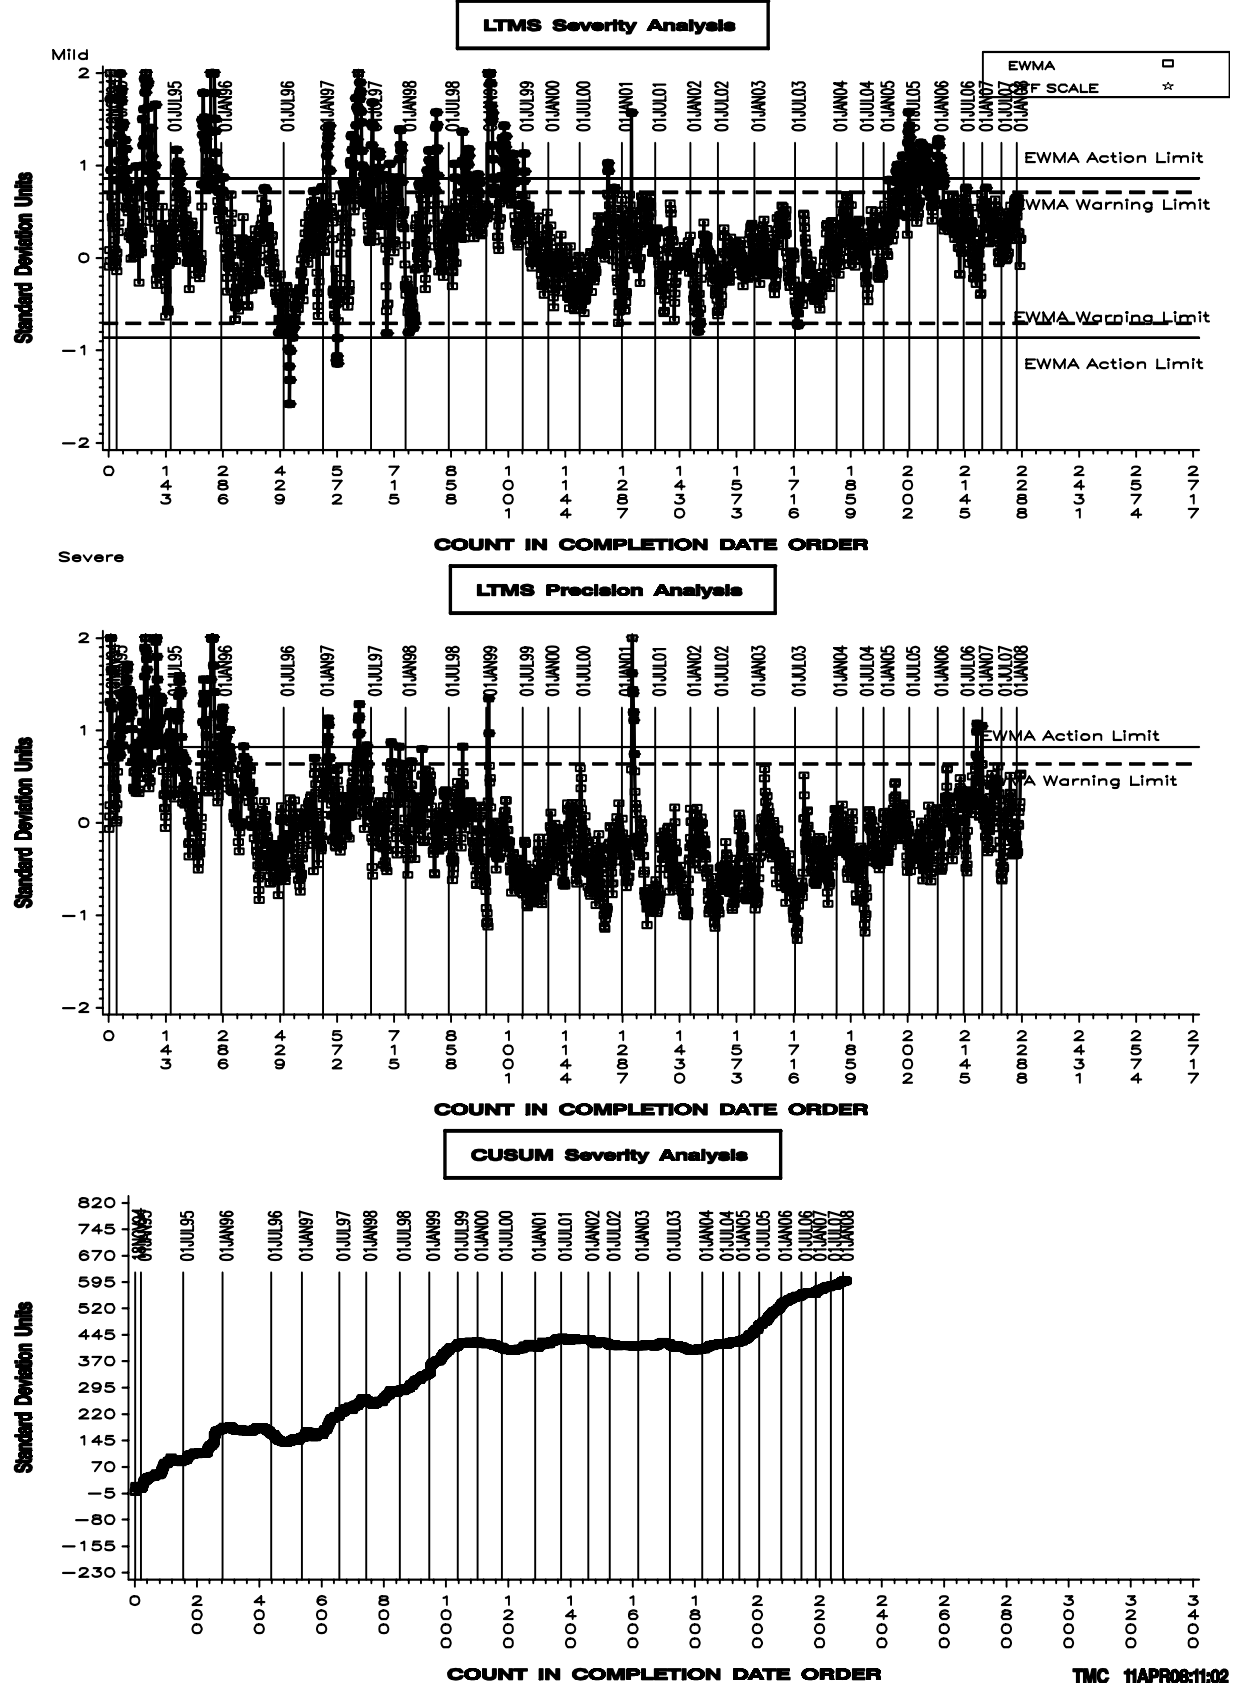 LTMS Severity Analysis
Mild
EWMA
OFF SCALE
2
1
0
−1
−2
Standard Deviation Units
01JUL95 01JAN96 01JUL96 01JAN97 01JUL97 01JAN98 01JUL98 01JUL99 01JAN00 01JUL00 01JAN01 01JUL01 01JAN02 01JUL02 01JAN03 01JUL03 01JAN04 01JUL04 01JAN05 01JUL05 01JAN06 01JUL06 01JAN07 01JUL07
EWMA Action Limit
EWMA Warning Limit
EWMA Warning Limit
EWMA Action Limit
0 143 286 429 572 715 858 1001 1144 1287 1430 1573 1716 1859 2002 2145 2288 2431 2574 2717
COUNT IN COMPLETION DATE ORDER
Severe
LTMS Precision Analysis
2
1
0
−1
−2
Standard Deviation Units
01JUL95 01JAN96 01JUL96 01JAN97 01JUL97 01JAN98 01JUL98 01JAN99 01JUL99 01JAN00 01JUL00 01JAN01 01JUL01 01JAN02 01JUL02 01JAN03 01JUL03 01JAN04 01JUL04 01JAN05 01JUL05 01JAN06 01JUL06 01JAN07 01JUL07 01JAN08
EWMA Action Limit
Warning Limit
0 143 286 429 572 715 858 1001 1144 1287 1430 1573 1716 1859 2002 2145 2288 2431 2574 2717
COUNT IN COMPLETION DATE ORDER
CUSUM Severity Analysis
820
745
670
595
520
445
370
295
220
145
70
−5
−80
−155
−230
Standard Deviation Units
01JUL95 01JAN96 01JUL96 01JAN97 01JUL97 01JAN98 01JUL98 01JAN99 01JUL99 01JAN00 01JUL00 01JAN01 01JUL01 01JAN02 01JUL02 01JAN03 01JUL03 01JAN04 01JUL04 01JAN05 01JUL05 01JAN06 01JUL06 01JAN07 01JUL07 01JAN08
0 200 400 600 800 1000 1200 1400 1600 1800 2000 2200 2400 2600 2800 3000 3200 3400
COUNT IN COMPLETION DATE ORDER
TMC 11APR08:11:02